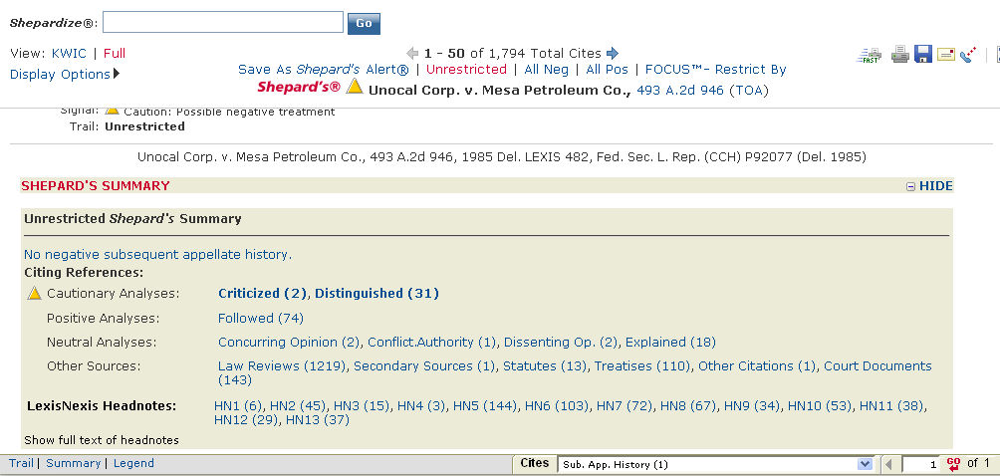 Shepardize®: Go
View: KWIC | Full
1 - 50 of 1,794 Total Cites
FAST
Display Options
Save As Shepard's Alert® | Unrestricted | All Neg | All Pos | FOCUS™- Restrict By
Shepard's® Unocal Corp. v. Mesa Petroleum Co., 493 A.2d 946 (TOA)
Signal: Caution: Possible negative treatment
Trail: Unrestricted
Unocal Corp. v. Mesa Petroleum Co., 493 A.2d 946, 1985 Del. LEXIS 482, Fed. Sec. L. Rep. (CCH) P92077 (Del. 1985)
SHEPARD'S SUMMARY HIDE
Unrestricted Shepard's Summary
No negative subsequent appellate history.
Citing References:
Cautionary Analyses: Criticized (2), Distinguished (31)
Positive Analyses: Followed (74)
Neutral Analyses: Concurring Opinion (2), Conflict.Authority (1), Dissenting Op. (2), Explained (18)
Other Sources: Law Reviews (1219), Secondary Sources (1), Statutes (13), Treatises (110), Other Citations (1), Court Documents
(143)
LexisNexis Headnotes: HN1 (6), HN2 (45), HN3 (15), HN4 (3), HN5 (144), HN6 (103), HN7 (72), HN8 (67), HN9 (34), HN10 (53), HN11 (38),
HN12 (29), HN13 (37)
Show full text of headnotes
Trail | Summary | Legend Cites Sub. App. History (1) 1 GO of 1